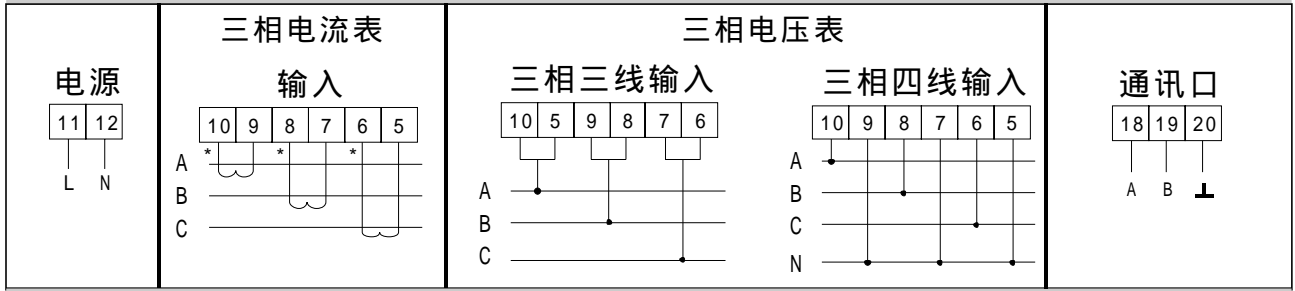 电源
11 12
L N
三相电流表
输入
10 9 8 7 6 5
* * *
A
B
C
三相电压表
三相三线输入
10 5 9 8 7 6
A
B
C
三相四线输入
10 9 8 7 6 5
A
B
C
N
通讯口
18 19 20
A B